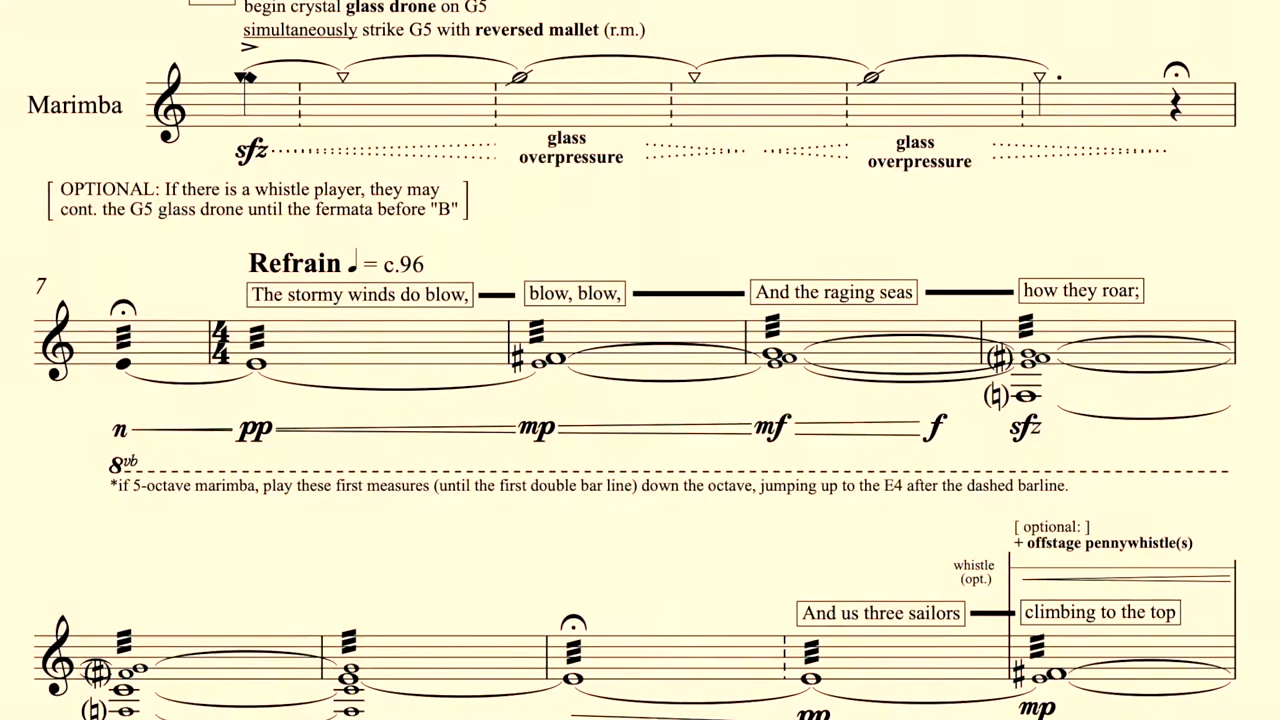 begin crystal glass drone on G5
simultaneously strike G5 with reversed mallet (r.m.)
Marimba
sfz
glass
overpressure
glass
overpressure
[ OPTIONAL: If there is a whistle player, they may
cont. the G5 glass drone until the fermata before "B" ]
Refrain ♩ = c.96
7
The stormy winds do blow,
blow, blow,
And the raging seas
how they roar;
4
4
n pp mp mf f sfz
8vb
*if 5-octave marimba, play these first measures (until the first double bar line) down the octave, jumping up to the E4 after the dashed barline.
[ optional: ]
+ offstage pennywhistle(s)
whistle
(opt.)
And us three sailors
climbing to the top
pp mp